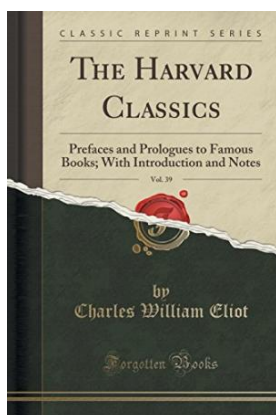 CLASSIC REPRINT SERIES
THE HARVARD
CLASSICS
Prefaces and Prologues to Famous
Books; With Introduction and Notes
Vol. 39
by
Charles William Eliot
Forgotten Books